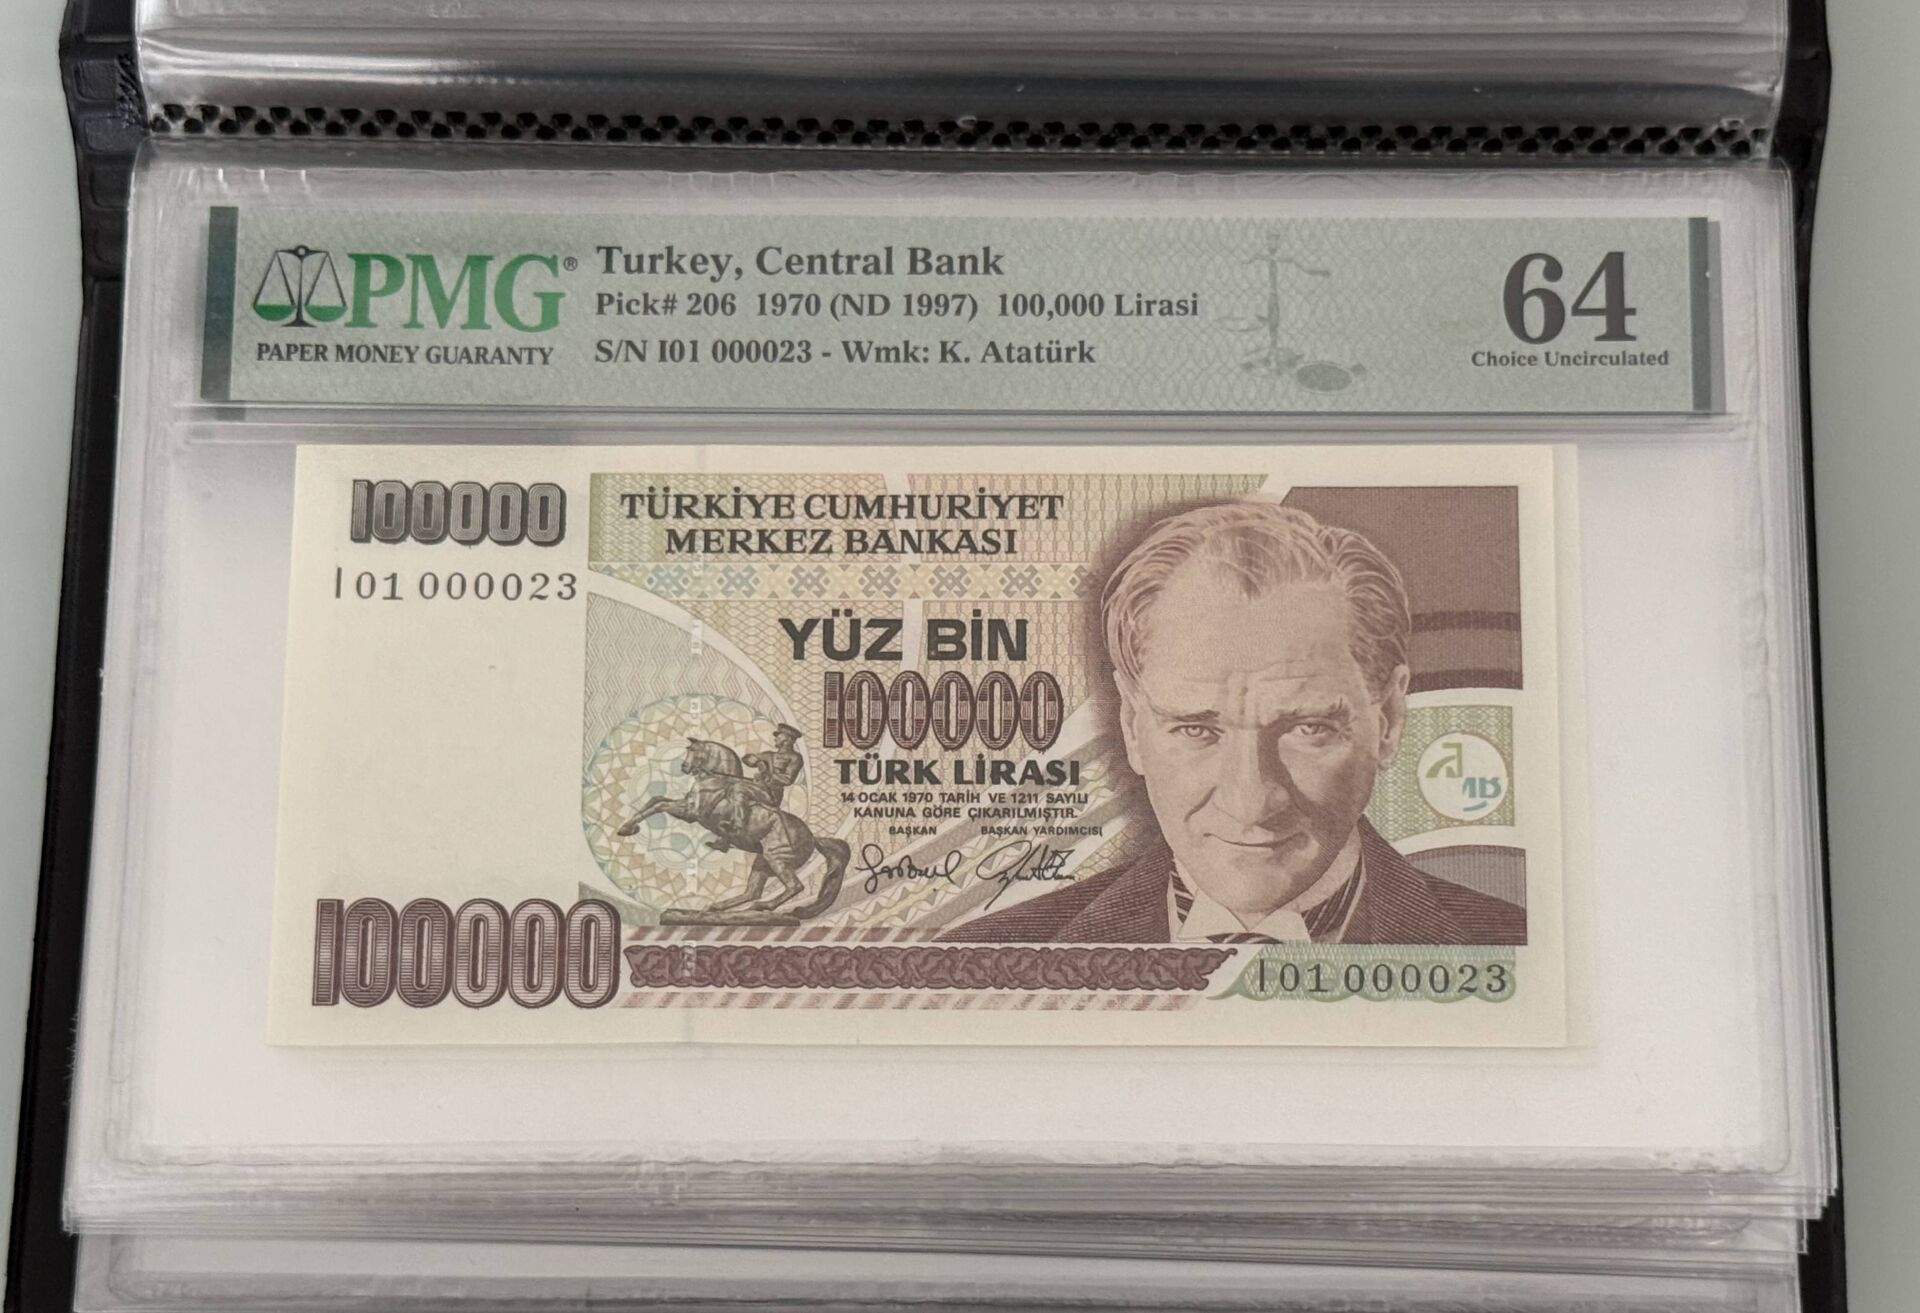 PMG®
PAPER MONEY GUARANTY
Turkey, Central Bank
Pick# 206 1970 (ND 1997) 100,000 Lirasi
S/N I01 000023 - Wmk: K. Atatürk
64
Choice Uncirculated
100000
I01 000023
TÜRKİYE CUMHURİYET
MERKEZ BANKASI
YÜZ BİN
100000
TÜRK LİRASI
14 OCAK 1970 TARİH VE 1211 SAYILI
KANUNA GÖRE ÇIKARILMIŞTIR.
BAŞKAN BAŞKAN YARDIMCISI
100000
I01 000023